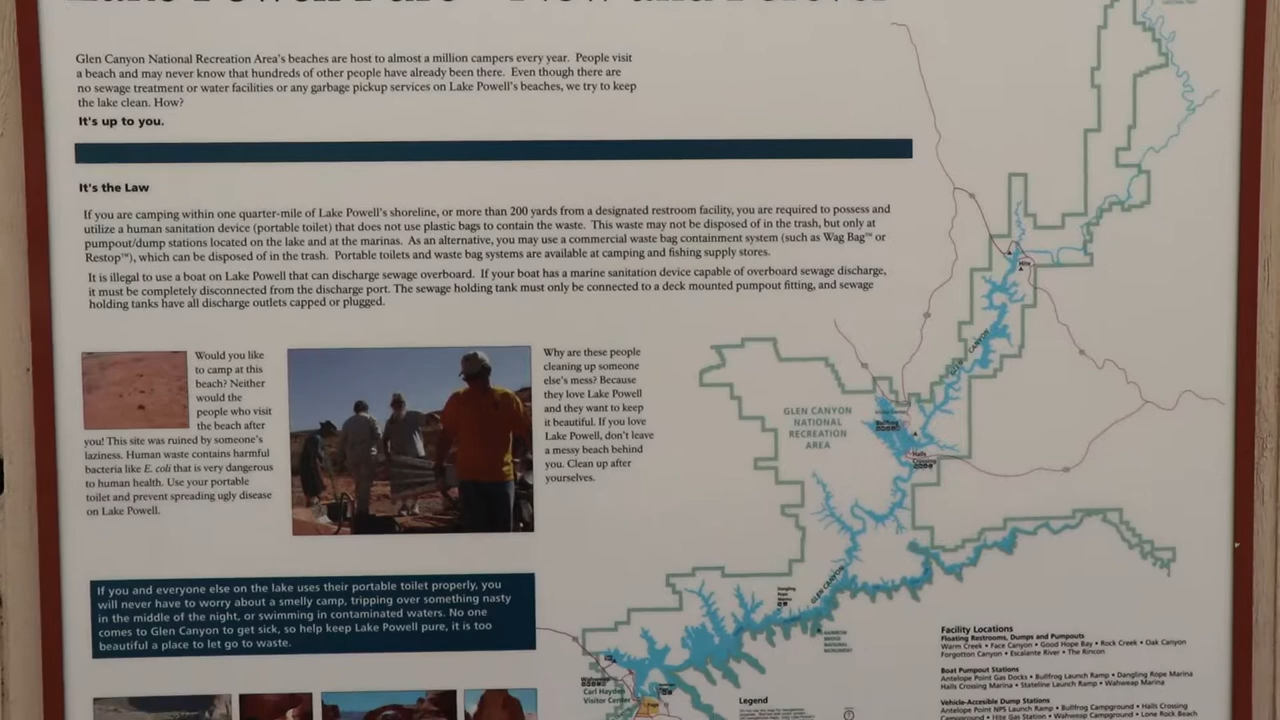 Lake Powell Pure - Now and Forever
Glen Canyon National Recreation Area's beaches are host to almost a million campers every year. People visit
a beach and may never know that hundreds of other people have already been there. Even though there are
no sewage treatment or water facilities or any garbage pickup services on Lake Powell's beaches, we try to keep
the lake clean. How?
It's up to you.
It's the Law
If you are camping within one quarter-mile of Lake Powell's shoreline, or more than 200 yards from a designated restroom facility, you are required to possess and
utilize a human sanitation device (portable toilet) that does not use plastic bags to contain the waste. This waste may not be disposed of in the trash, but only at
pumpout/dump stations located on the lake and at the marinas. As an alternative, you may use a commercial waste bag containment system (such as Wag Bag™ or
Restop™), which can be disposed of in the trash. Portable toilets and waste bag systems are available at camping and fishing supply stores.
It is illegal to use a boat on Lake Powell that can discharge sewage overboard. If your boat has a marine sanitation device capable of overboard sewage discharge,
it must be completely disconnected from the discharge port. The sewage holding tank must only be connected to a deck mounted pumpout fitting, and sewage
holding tanks have all discharge outlets capped or plugged.
Would you like
to camp at this
beach? Neither
would the
people who visit
the beach after
you! This site was ruined by someone's
laziness. Human waste contains harmful
bacteria like E. coli that is very dangerous
to human health. Use your portable
toilet and prevent spreading ugly disease
on Lake Powell.
Why are these people
cleaning up someone
else's mess? Because
they love Lake Powell
and they want to keep
it beautiful. If you love
Lake Powell, don't leave
a messy beach behind
you. Clean up after
yourselves.
If you and everyone else on the lake uses their portable toilet properly, you
will never have to worry about a smelly camp, tripping over something nasty
in the middle of the night, or swimming in contaminated waters. No one
comes to Glen Canyon to get sick, so help keep Lake Powell pure, it is too
beautiful a place to let go to waste.
Hite
GLEN CANYON
GLEN CANYON
NATIONAL
RECREATION
AREA
Bullfrog
Halls
Crossing
GLEN CANYON
Dangling
Rope
Marina
RAINBOW
BRIDGE
NATIONAL
MONUMENT
Wahweap
Carl Hayden
Visitor Center
Page
Legend
Facility Locations
Floating Restrooms, Dumps and Pumpouts
Warm Creek • Face Canyon • Good Hope Bay • Rock Creek • Oak Canyon
Forgotten Canyon • Escalante River • The Rincon
Boat Pumpout Stations
Antelope Point Gas Docks • Bullfrog Launch Ramp • Dangling Rope Marina
Halls Crossing Marina • Stateline Launch Ramp • Wahweap Marina
Vehicle-Accessible Dump Stations
Antelope Point NPS Launch Ramp • Bullfrog Campground • Halls Crossing
Campground • Hite Gas Station • Wahweap Campground • Lone Rock Beach